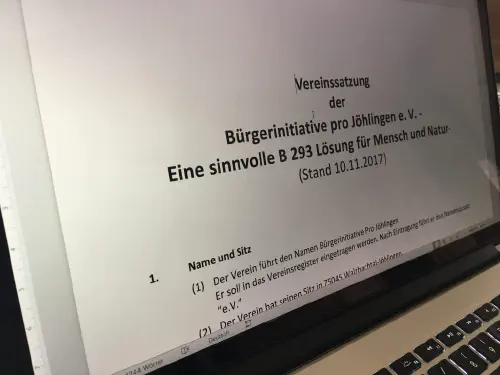 Vereinssatzung
der
Bürgerinitiative pro Jöhlingen e. V. -
Eine sinnvolle B 293 Lösung für Mensch und Natur-
(Stand 10.11.2017)
1. Name und Sitz
(1) Der Verein führt den Namen Bürgerinitiative Pro Jöhlingen
Er soll in das Vereinsregister eingetragen werden. Nach Eintragung führt er den Namenszusatz
"e.V."
(2) Der Verein hat seinen Sitz in 75045 Walzbachtal-Jöhlingen.
Wörter Deutsch